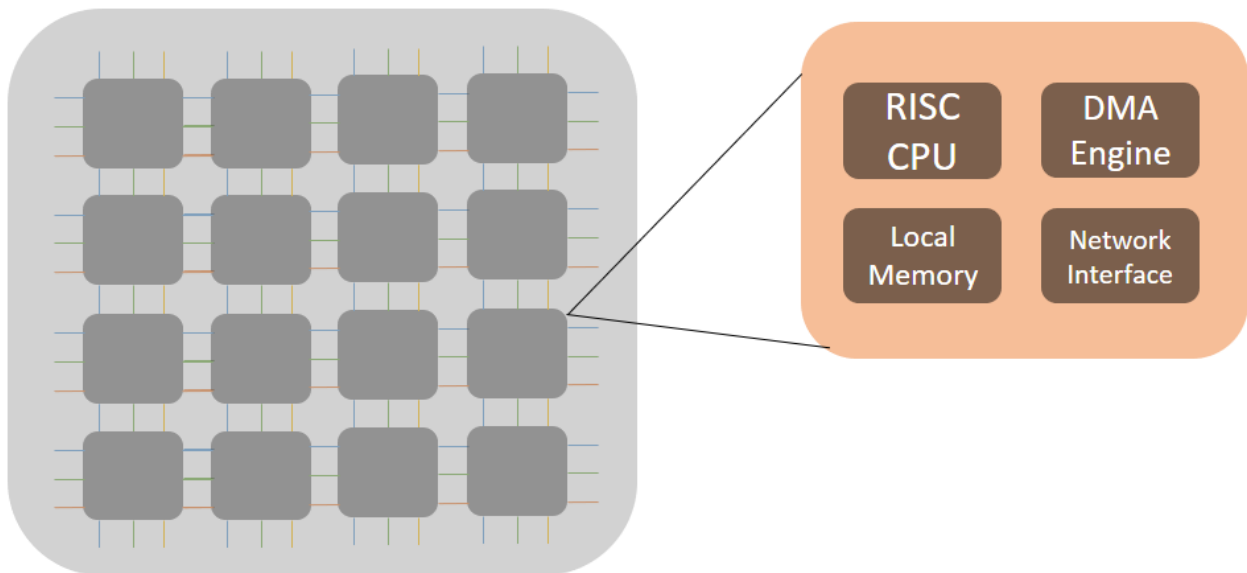 RISC
CPU
DMA
Engine
Local
Memory
Network
Interface